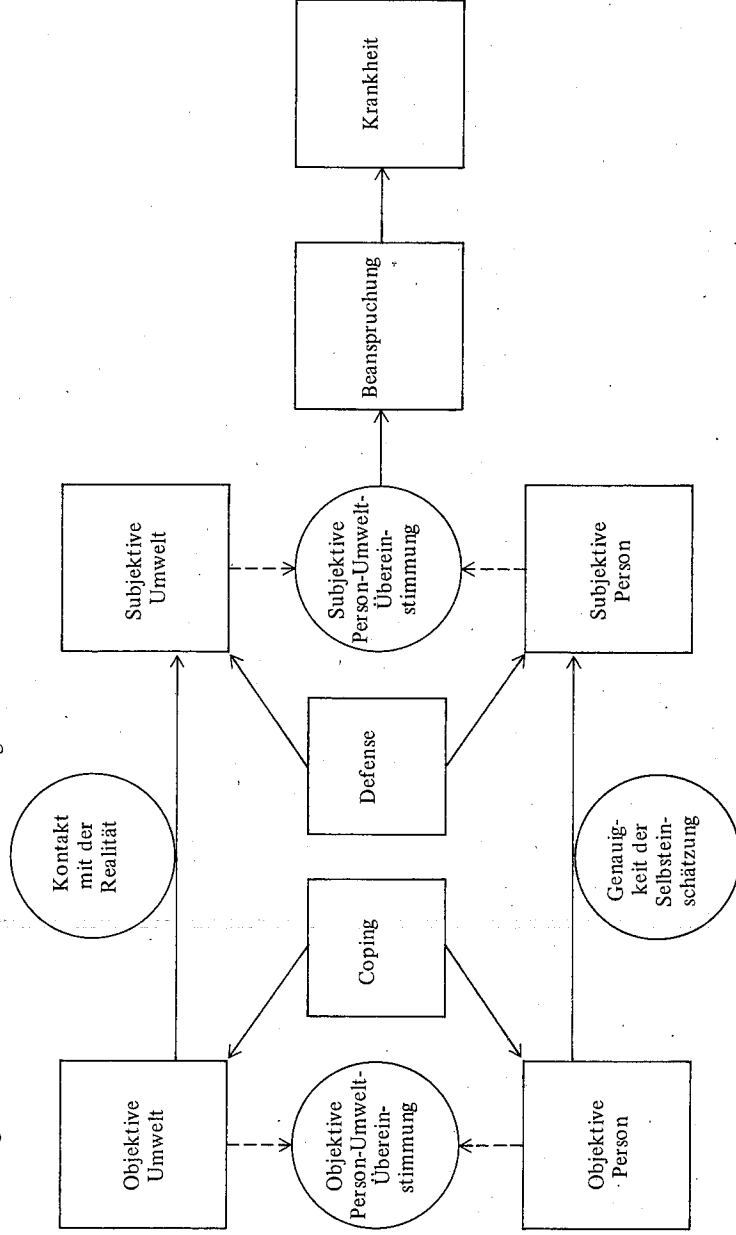 Objektive
Umwelt
Objektive
Person-Umwelt-
Überein-
stimmung
Objektive
Person
Kontakt
mit der
Realität
Coping
Defense
Genauig-
keit der
Selbstein-
schätzung
Subjektive
Umwelt
Subjektive
Person-Umwelt-
Überein-
stimmung
Subjektive
Person
Beanspruchung
Krankheit